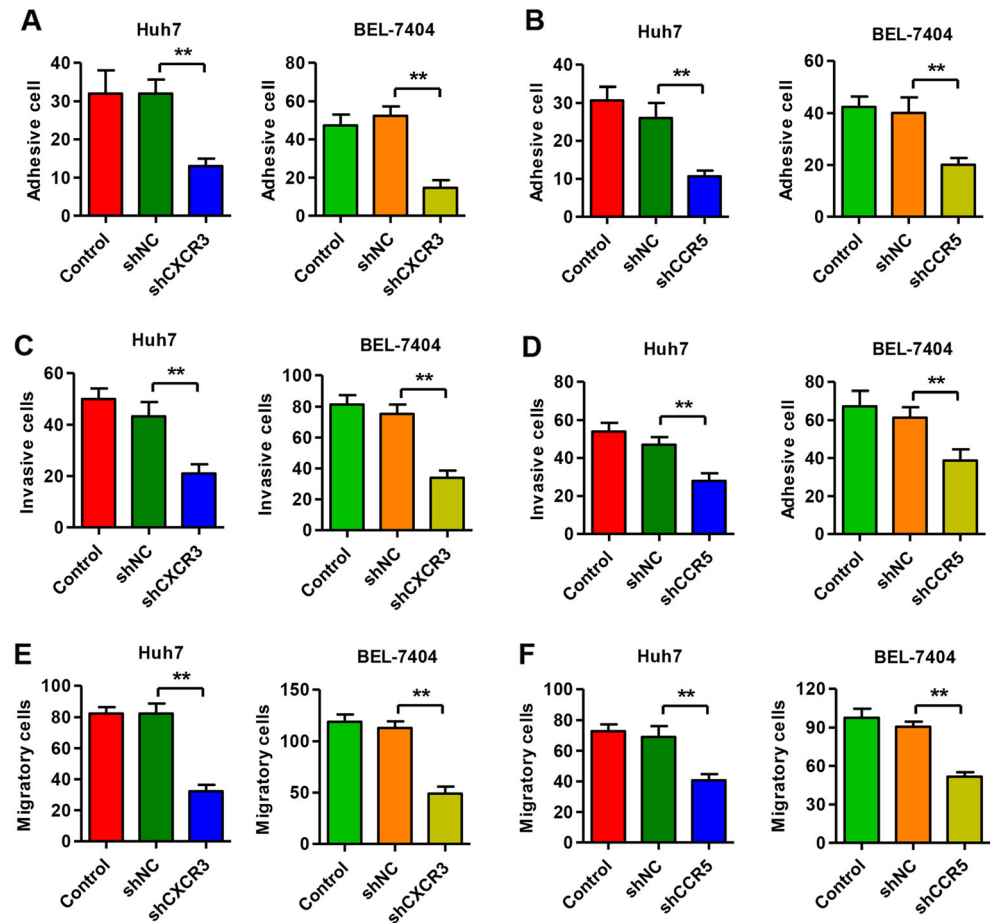 A
Huh7
Adhesive cell
40
30
20
10
0
Control
shNC
shCXCR3
**
BEL-7404
Adhesive cell
80
60
40
20
0
Control
shNC
shCXCR3
**
B
Huh7
Adhesive cell
40
30
20
10
0
Control
shNC
shCCR5
**
BEL-7404
Adhesive cell
60
40
20
0
Control
shNC
shCCR5
**
C
Huh7
Invasive cells
60
40
20
0
Control
shNC
shCXCR3
**
BEL-7404
Invasive cells
100
80
60
40
20
0
Control
shNC
shCXCR3
**
D
Huh7
Invasive cells
80
60
40
20
0
Control
shNC
shCCR5
**
BEL-7404
Adhesive cell
80
60
40
20
0
Control
shNC
shCCR5
**
E
Huh7
Migratory cells
100
80
60
40
20
0
Control
shNC
shCXCR3
**
BEL-7404
Migratory cells
150
100
50
0
Control
shNC
shCXCR3
**
F
Huh7
Migratory cells
100
80
60
40
20
0
Control
shNC
shCCR5
**
BEL-7404
Migratory cells
120
90
60
30
0
Control
shNC
shCCR5
**